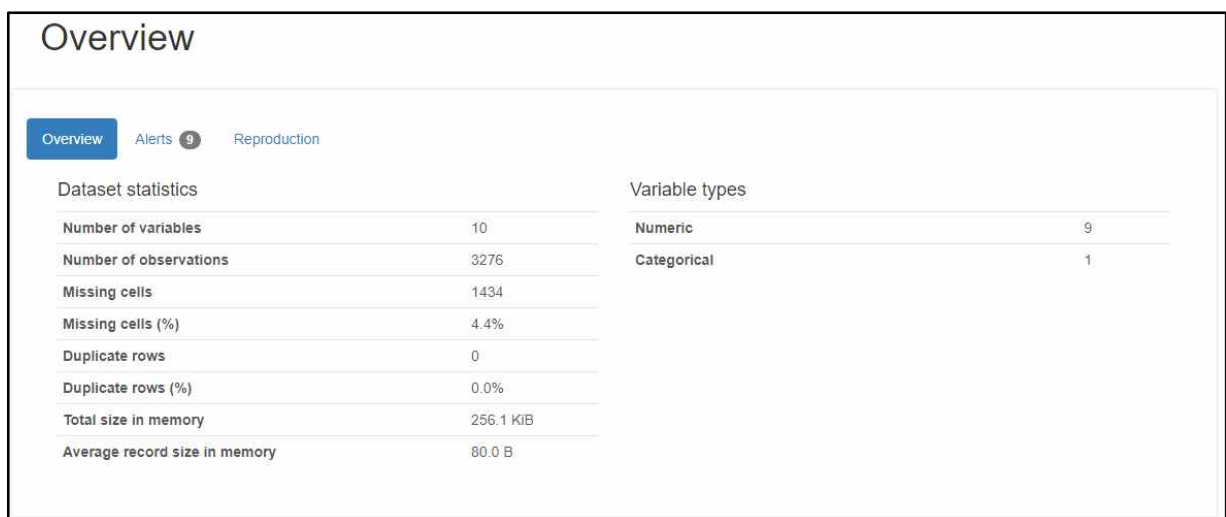 Overview
Overview Alerts 9 Reproduction
Dataset statistics
Number of variables 10
Number of observations 3276
Missing cells 1434
Missing cells (%) 4.4%
Duplicate rows 0
Duplicate rows (%) 0.0%
Total size in memory 256.1 KiB
Average record size in memory 80.0 B
Variable types
Numeric 9
Categorical 1